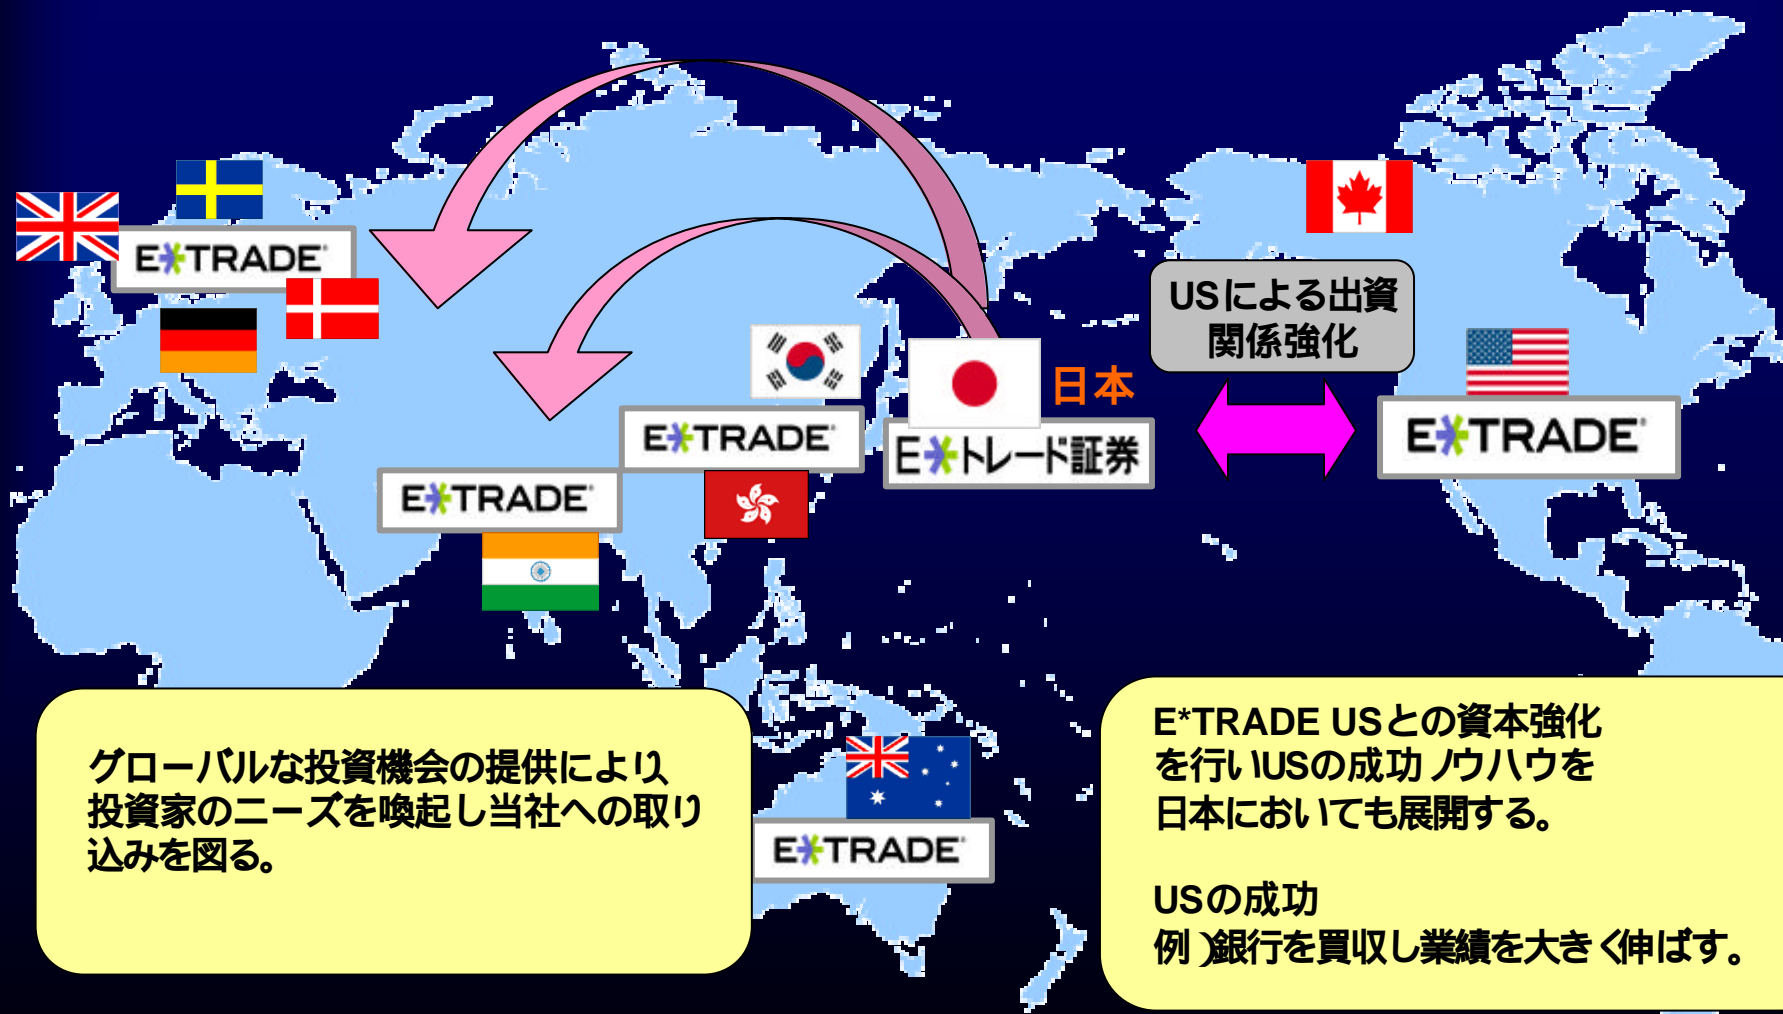 E*TRADE
USによる出資
関係強化
日本
E*TRADE
E*トレード証券
E*TRADE
E*TRADE
E*TRADE
グローバルな投資機会の提供により、
投資家のニーズを喚起し当社への取り
込みを図る。
E*TRADE USとの資本強化
を行いUSの成功ノウハウを
日本においても展開する。
USの成功
例)銀行を買収し業績を大きく伸ばす。